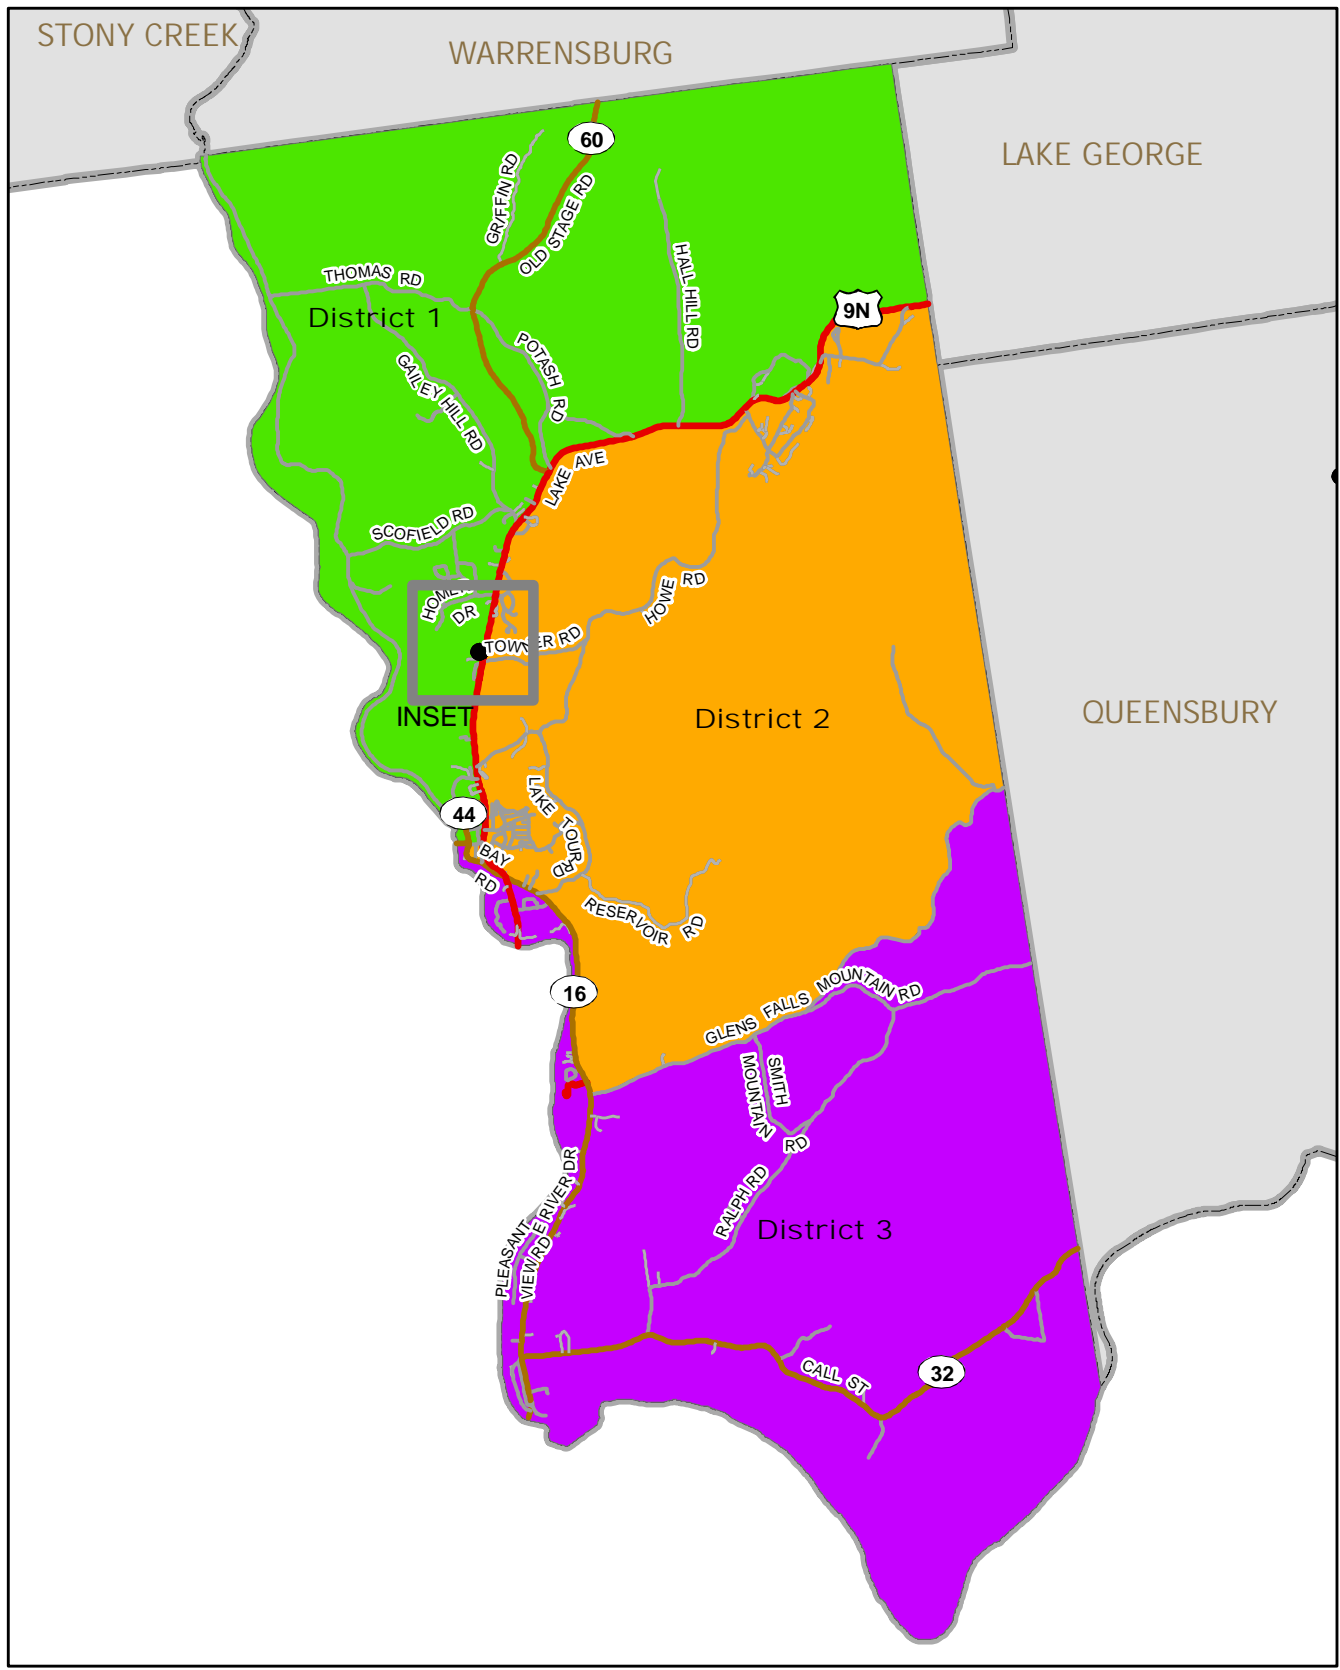 STONY CREEK
WARRENSBURG
LAKE GEORGE
QUEENSBURY
60
GRIFFIN RD
OLD STAGE RD
THOMAS RD
District 1
HALL HILL RD
9N
POTASH RD
GAILEY HILL RD
LAKE AVE
SCOFIELD RD
HOWE RD
DR
TOWNER RD
INSET
District 2
44
LAKE TOUR RD
BAY RD
RESERVOIR RD
16
GLENS FALLS MOUNTAIN RD
SMITH MOUNTAIN RD
RALPH RD
District 3
E RIVER DR
PLEASANT VIEW RD
CALL ST
32